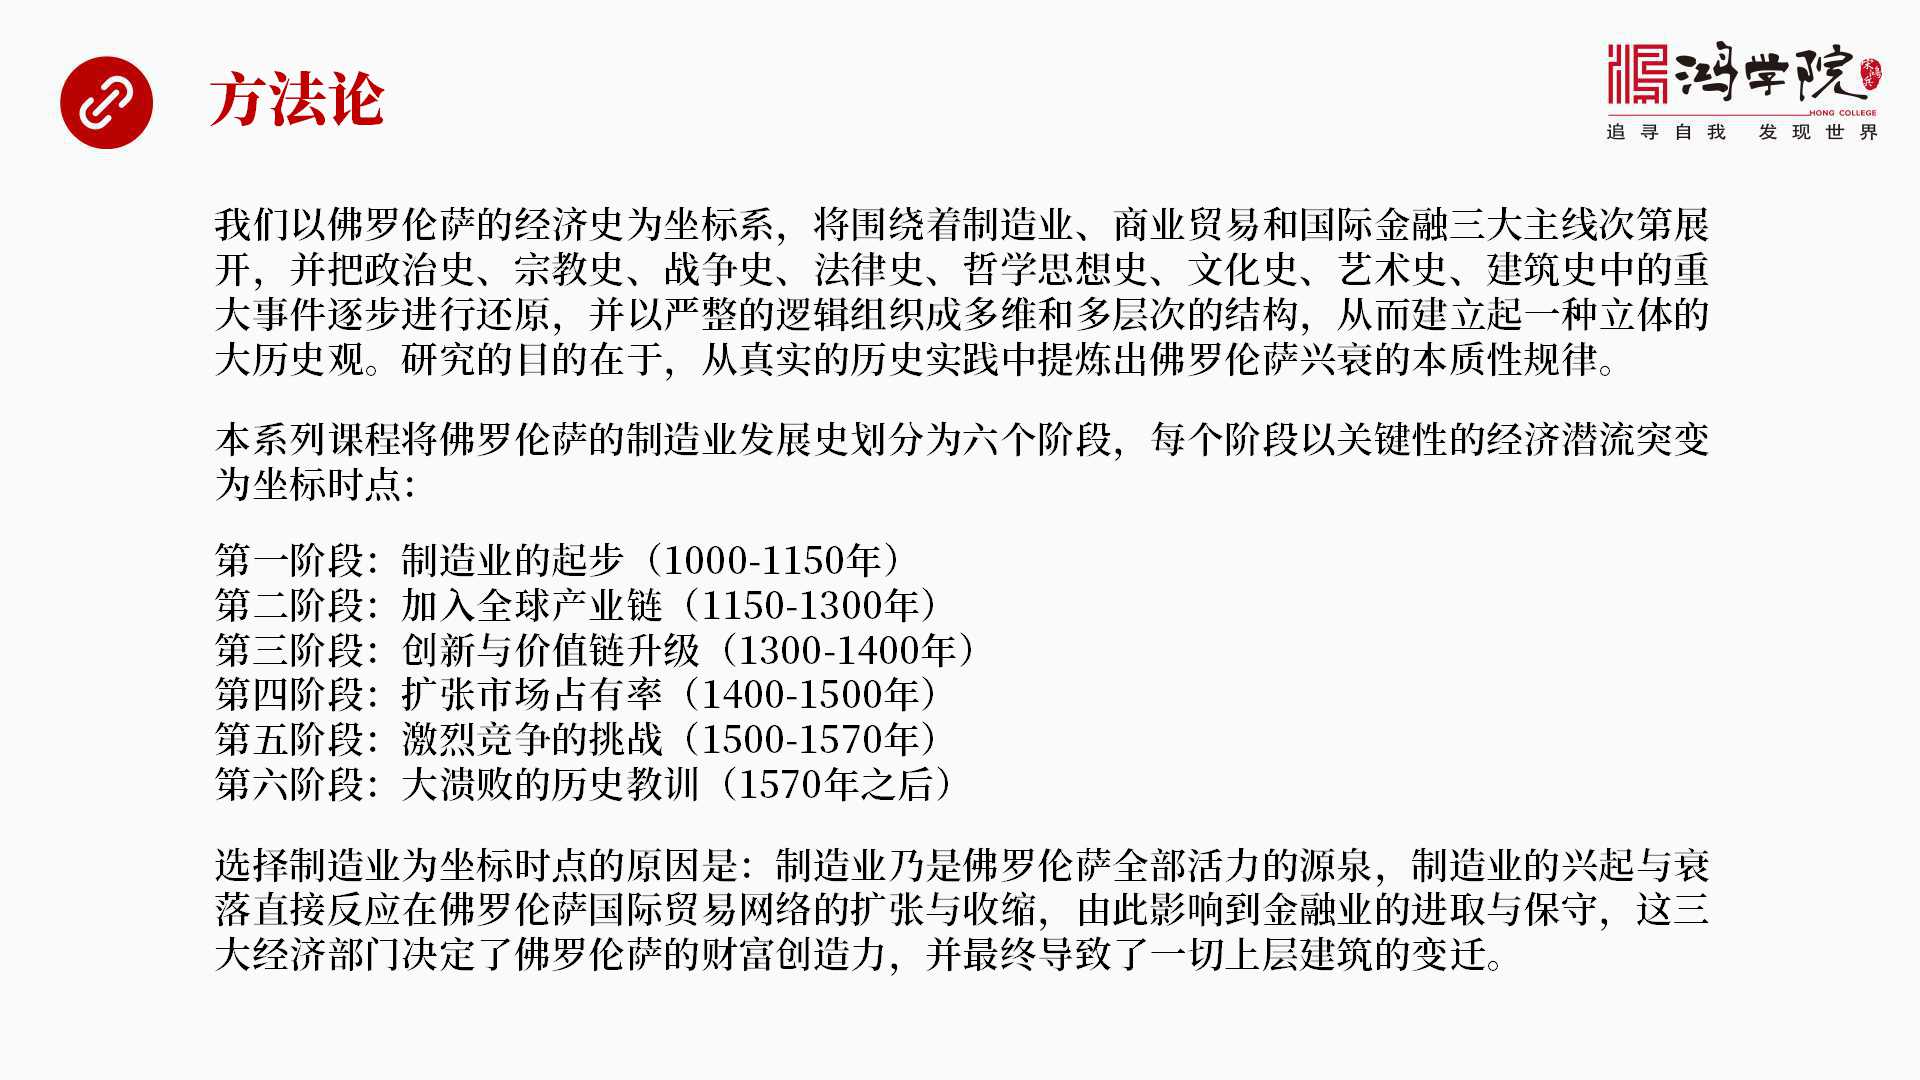 方法论
鸿学院
宋鸿兵
HONG COLLEGE
追寻自我 发现世界
我们以佛罗伦萨的经济史为坐标系，将围绕着制造业、商业贸易和国际金融三大主线次第展
开，并把政治史、宗教史、战争史、法律史、哲学思想史、文化史、艺术史、建筑史中的重
大事件逐步进行还原，并以严整的逻辑组织成多维和多层次的结构，从而建立起一种立体的
大历史观。研究的目的在于，从真实的历史实践中提炼出佛罗伦萨兴衰的本质性规律。
本系列课程将佛罗伦萨的制造业发展史划分为六个阶段，每个阶段以关键性的经济潜流突变
为坐标时点：
第一阶段：制造业的起步（1000-1150年）
第二阶段：加入全球产业链（1150-1300年）
第三阶段：创新与价值链升级（1300-1400年）
第四阶段：扩张市场占有率（1400-1500年）
第五阶段：激烈竞争的挑战（1500-1570年）
第六阶段：大溃败的历史教训（1570年之后）
选择制造业为坐标时点的原因是：制造业乃是佛罗伦萨全部活力的源泉，制造业的兴起与衰
落直接反应在佛罗伦萨国际贸易网络的扩张与收缩，由此影响到金融业的进取与保守，这三
大经济部门决定了佛罗伦萨的财富创造力，并最终导致了一切上层建筑的变迁。